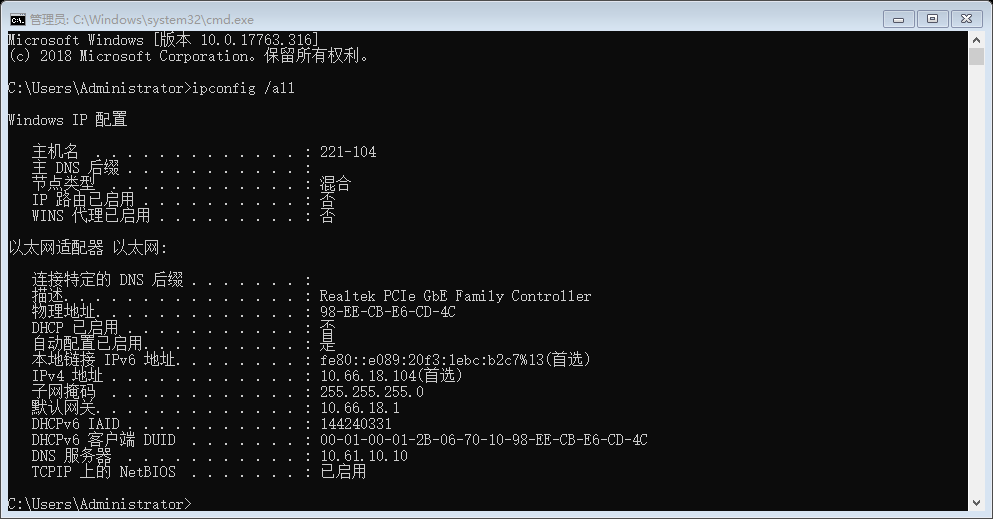 管理员: C:\Windows\system32\cmd.exe
Microsoft Windows [版本 10.0.17763.316]
(c) 2018 Microsoft Corporation。保留所有权利。
C:\Users\Administrator>ipconfig /all
Windows IP 配置
主机名 . . . . . . . . . . . . . : 221-104
主 DNS 后缀 . . . . . . . . . . . :
节点类型 . . . . . . . . . . . . : 混合
IP 路由已启用 . . . . . . . . . . : 否
WINS 代理已启用 . . . . . . . . . : 否
以太网适配器 以太网:
连接特定的 DNS 后缀 . . . . . . . :
描述. . . . . . . . . . . . . . . : Realtek PCIe GbE Family Controller
物理地址. . . . . . . . . . . . . : 98-EE-CB-E6-CD-4C
DHCP 已启用 . . . . . . . . . . . : 否
自动配置已启用. . . . . . . . . . : 是
本地链接 IPv6 地址. . . . . . . . : fe80::e089:20f3:1ebc:b2c7%13(首选)
IPv4 地址 . . . . . . . . . . . . : 10.66.18.104(首选)
子网掩码 . . . . . . . . . . . . : 255.255.255.0
默认网关. . . . . . . . . . . . . : 10.66.18.1
DHCPv6 IAID . . . . . . . . . . . : 144240331
DHCPv6 客户端 DUID . . . . . . . : 00-01-00-01-2B-06-70-10-98-EE-CB-E6-CD-4C
DNS 服务器 . . . . . . . . . . . : 10.61.10.10
TCPIP 上的 NetBIOS . . . . . . . : 已启用
C:\Users\Administrator>